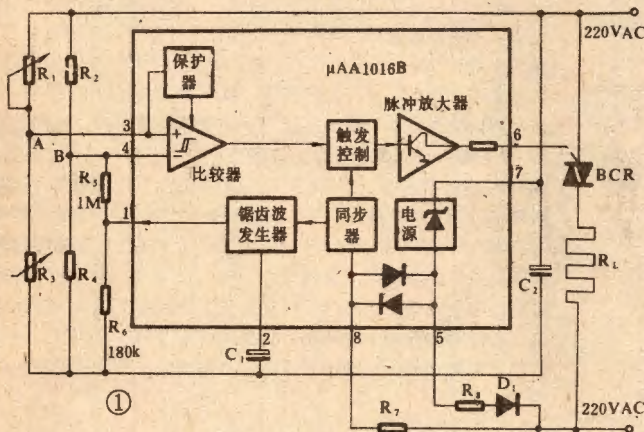 220VAC
μAA1016B
保护
器
R₁
R₂
脉冲放大器
3
A
4
B
+
−
比较器
触发
控制
6
7
BCR
R₅
1M
1
锯齿波
发生器
同步
器
电
源
R_L
R₃
R₄
R₆
180k
C₂
2
8
5
C₁
①
R₇
R₈
D₁
220VAC